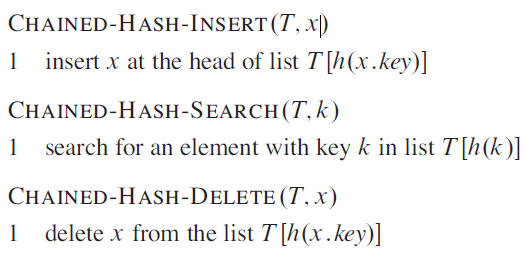 CHAINED-HASH-INSERT(T, x)
1 insert x at the head of list T[h(x.key)]
CHAINED-HASH-SEARCH(T, k)
1 search for an element with key k in list T[h(k)]
CHAINED-HASH-DELETE(T, x)
1 delete x from the list T[h(x.key)]